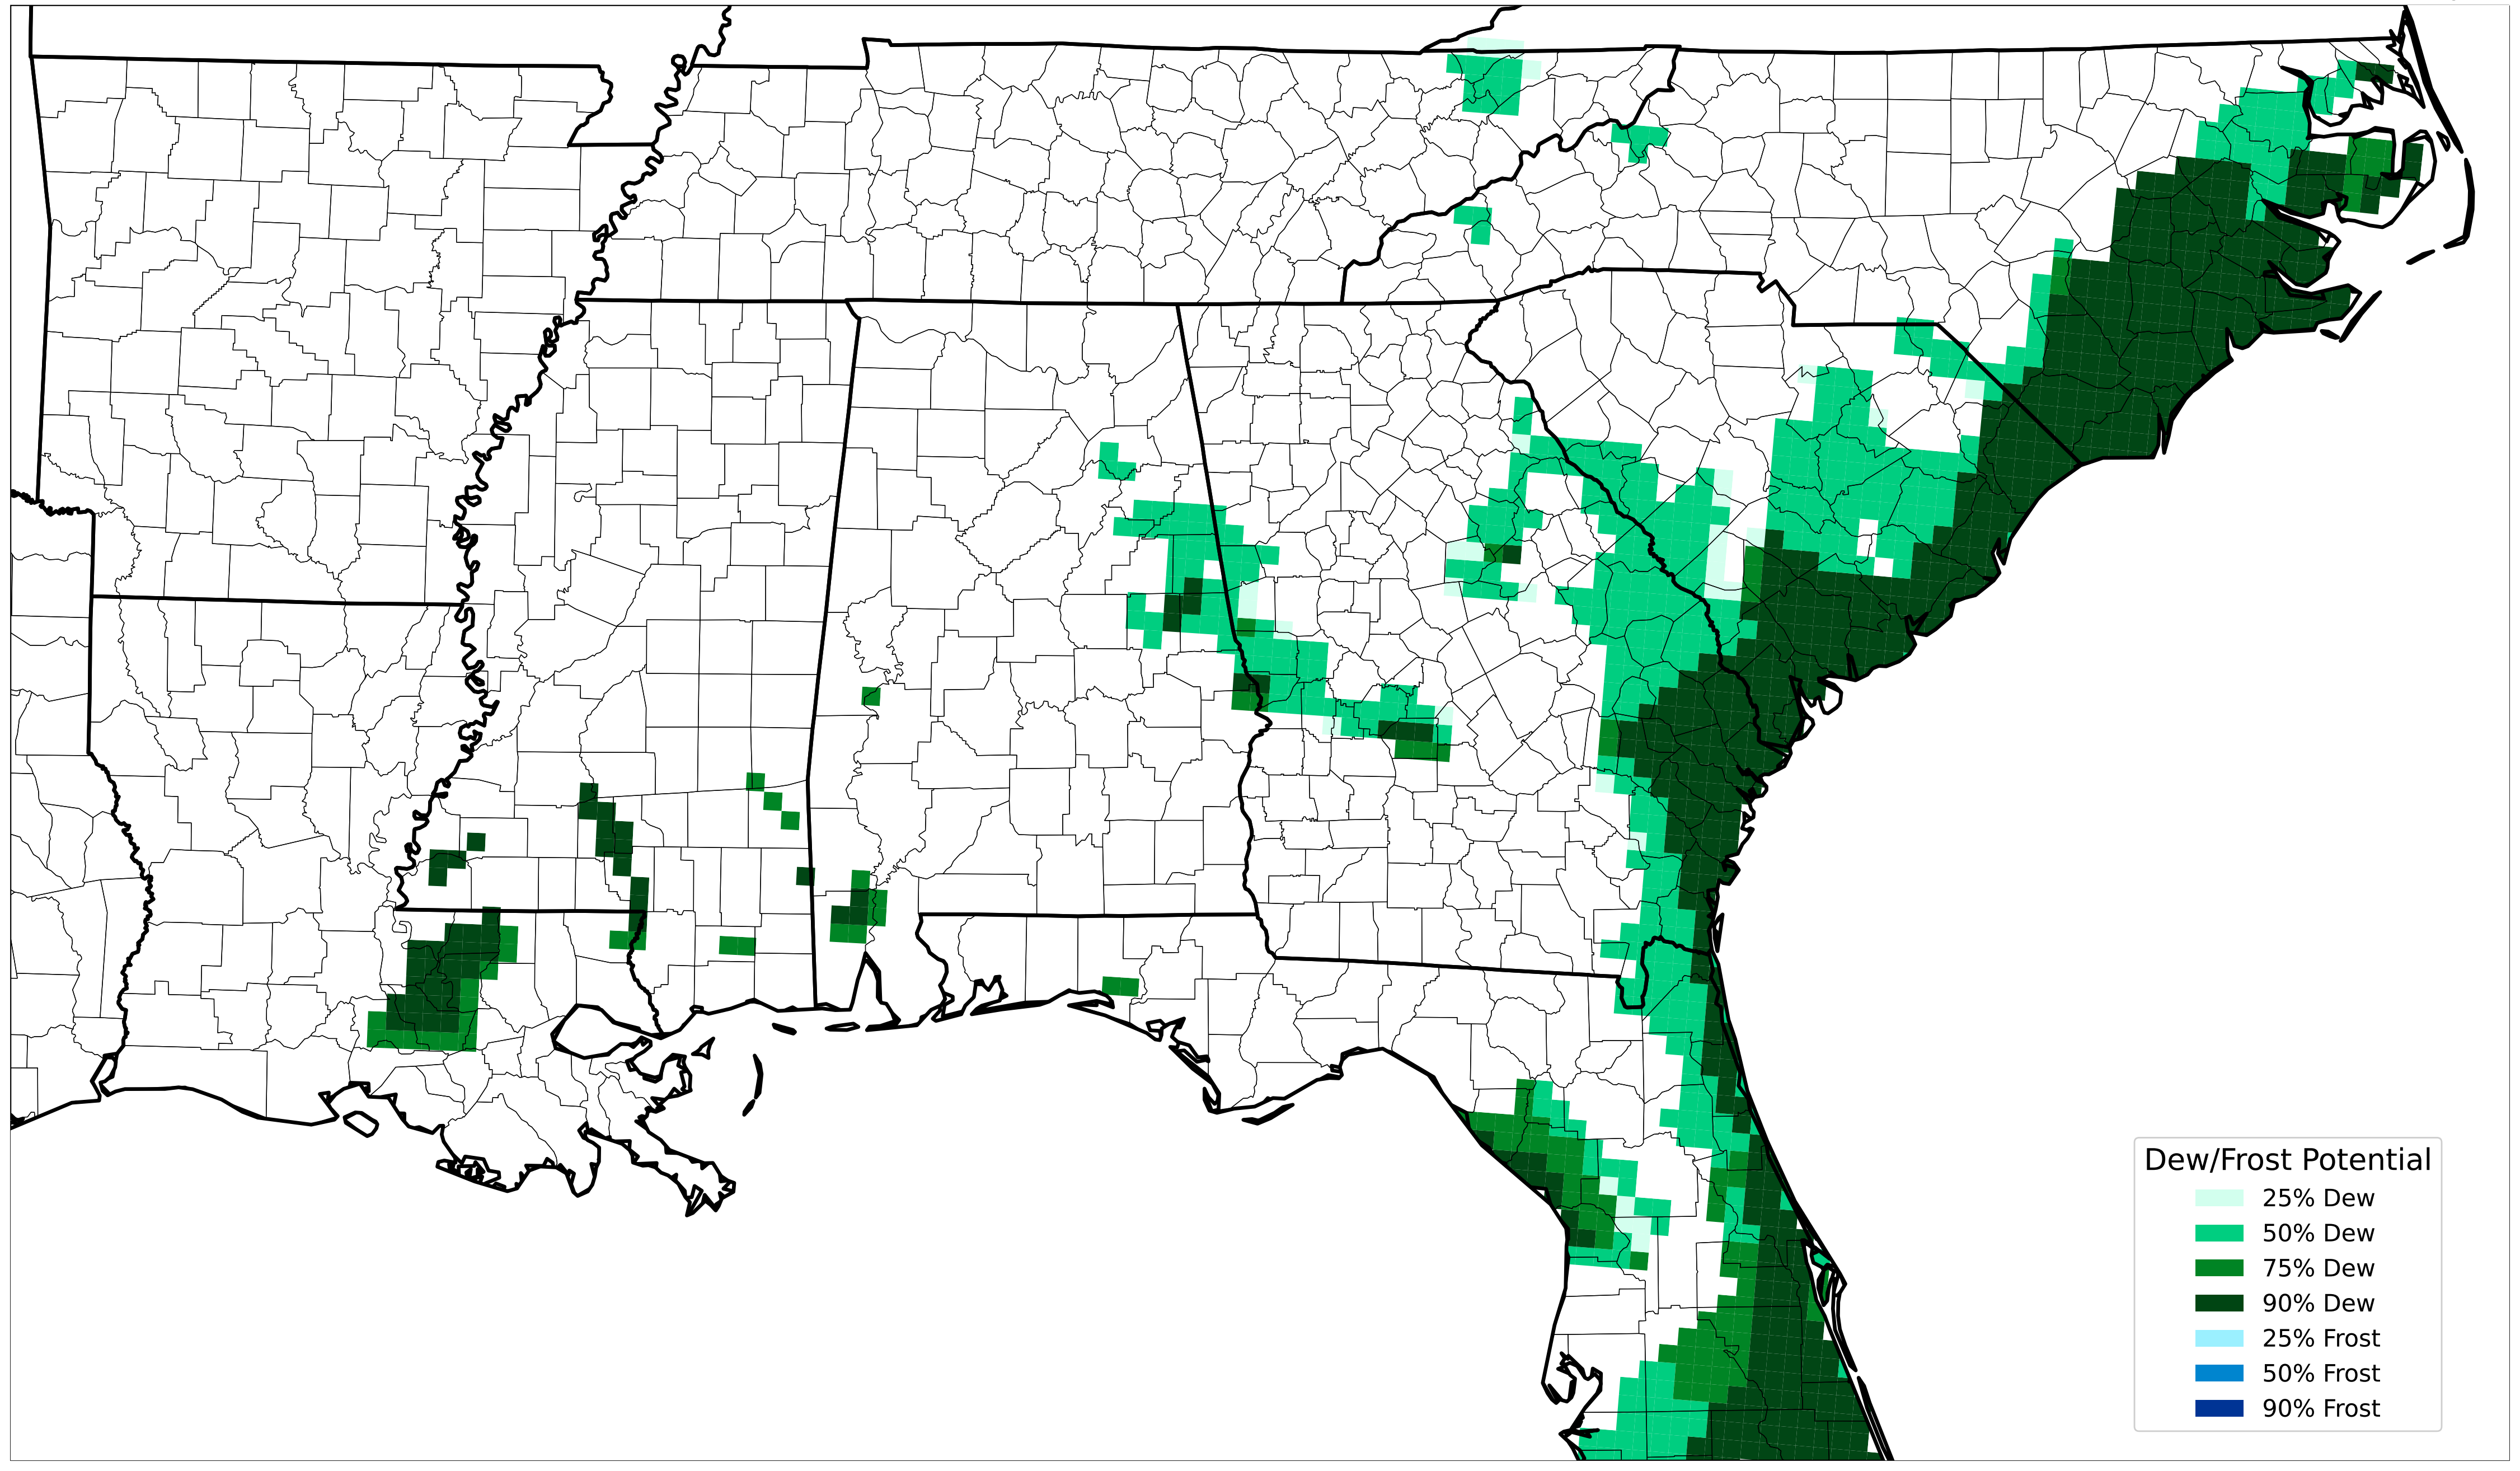 Dew/Frost Potential
25% Dew
50% Dew
75% Dew
90% Dew
25% Frost
50% Frost
90% Frost